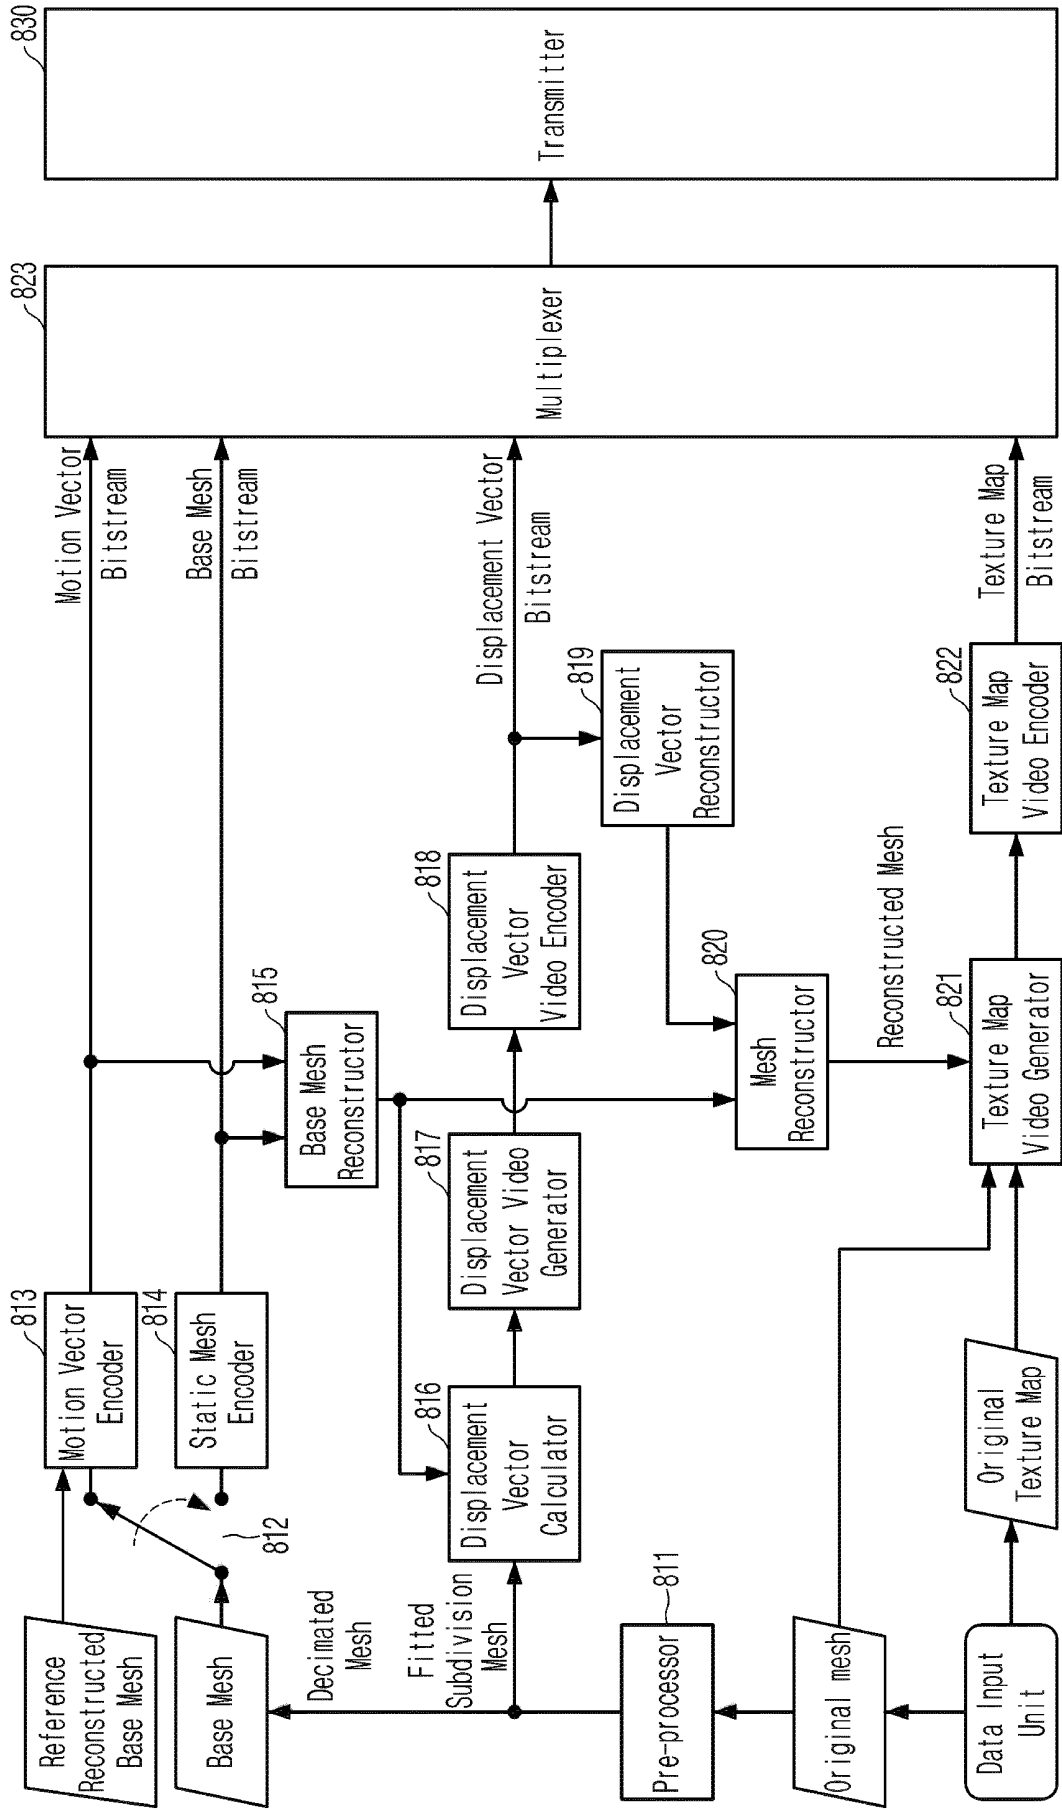 Reference
Reconstructed
Base Mesh
Base Mesh
812
813
Motion Vector
Encoder
814
Static Mesh
Encoder
Motion Vector
Bitstream
Base Mesh
Bitstream
815
Base Mesh
Reconstructor
Decimated
Mesh
Fitted
Subdivision
Mesh
816
Displacement
Vector
Calculator
817
Displacement
Vector Video
Generator
818
Displacement
Vector
Video Encoder
Displacement Vector
Bitstream
819
Displacement
Vector
Reconstructor
811
Pre-processor
820
Mesh
Reconstructor
Reconstructed Mesh
Original mesh
Data Input
Unit
Original
Texture Map
821
Texture Map
Video Generator
822
Texture Map
Video Encoder
Texture Map
Bitstream
823
Multiplexer
830
Transmitter